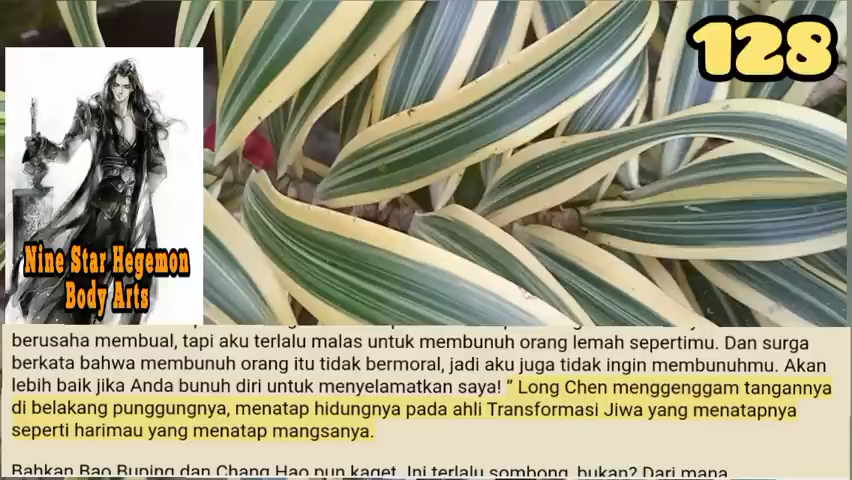 128
Nine Star Hegemon
Body Arts
berusaha membual, tapi aku terlalu malas untuk membunuh orang lemah sepertimu. Dan surga
berkata bahwa membunuh orang itu tidak bermoral, jadi aku juga tidak ingin membunuhmu. Akan
lebih baik jika Anda bunuh diri untuk menyelamatkan saya! ” Long Chen menggenggam tangannya
di belakang punggungnya, menatap hidungnya pada ahli Transformasi Jiwa yang menatapnya
seperti harimau yang menatap mangsanya.
Bahkan Bao Buping dan Chang Hao pun kaget. Ini terlalu sombong, bukan? Dari mana